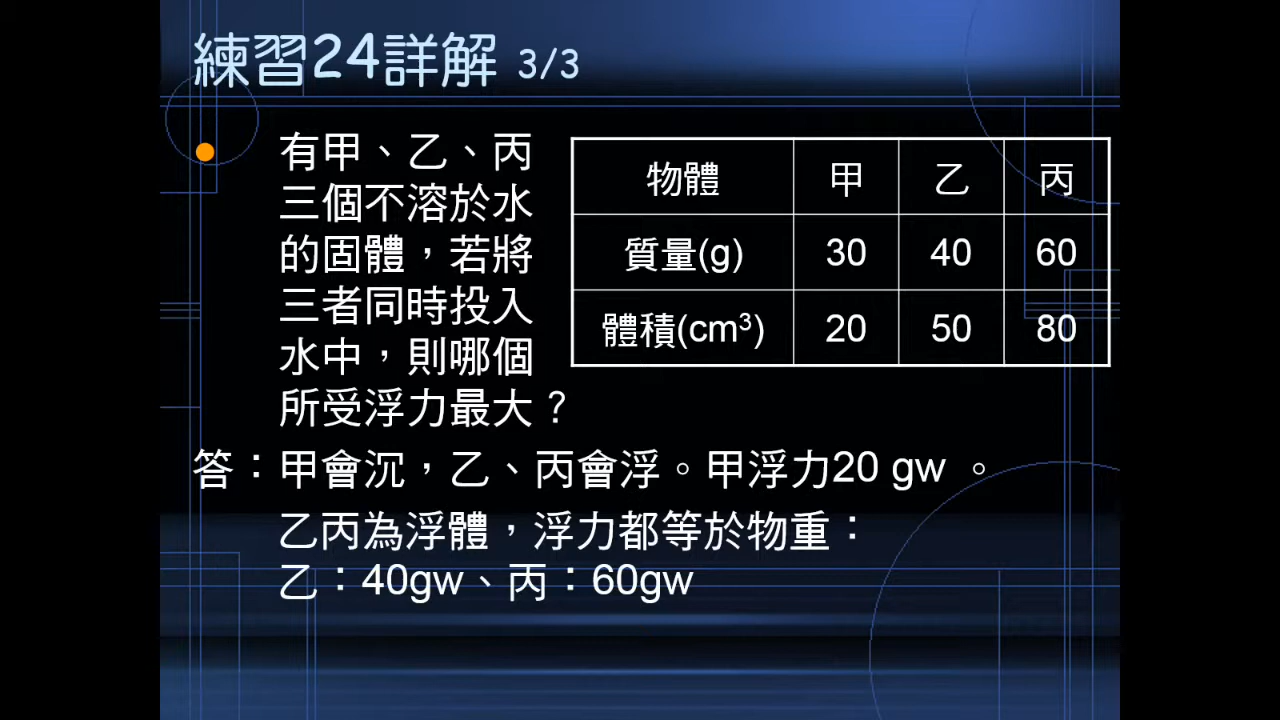 練習24詳解 3/3
有甲、乙、丙
三個不溶於水
的固體，若將
三者同時投入
水中，則哪個
所受浮力最大？
物體 甲 乙 丙
質量(g) 30 40 60
體積(cm³) 20 50 80
答：甲會沉，乙、丙會浮。甲浮力20 gw 。
乙丙為浮體，浮力都等於物重：
乙：40gw、丙：60gw